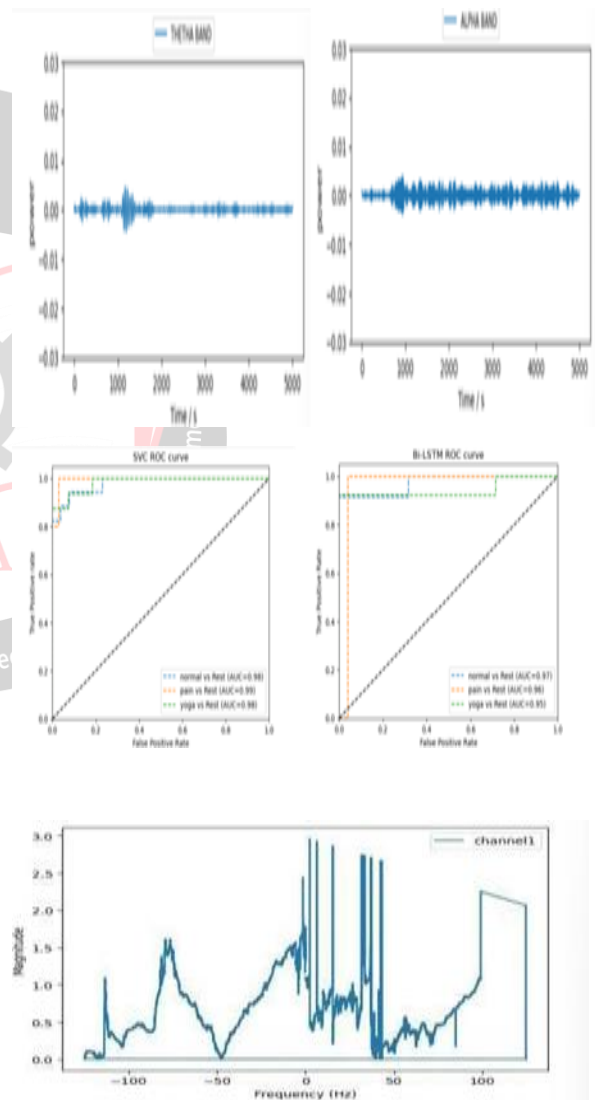 THETHA BAND
0.03
0.02
0.01
0.00
−0.01
−0.02
−0.03
power
0 1000 2000 3000 4000 5000
Time / s
ALPHA BAND
0.03
0.02
0.01
0.00
−0.01
−0.02
−0.03
power
0 1000 2000 3000 4000 5000
Time / s
m
SVC ROC curve
1.0
0.8
0.6
0.4
0.2
0.0
True Positive rate
normal vs Rest (AUC=0.98)
pain vs Rest (AUC=0.99)
yoga vs Rest (AUC=0.98)
0.0 0.2 0.4 0.6 0.8 1.0
False Positive Rate
Bi-LSTM ROC curve
1.0
0.8
0.6
0.4
0.2
0.0
True Positive Rate
normal vs Rest (AUC=0.97)
pain vs Rest (AUC=0.96)
yoga vs Rest (AUC=0.95)
0.0 0.2 0.4 0.6 0.8 1.0
False Positive Rate
channel1
3.0
2.5
2.0
1.5
1.0
0.5
0.0
Magnitude
−100 −50 0 50 100
Frequency (Hz)